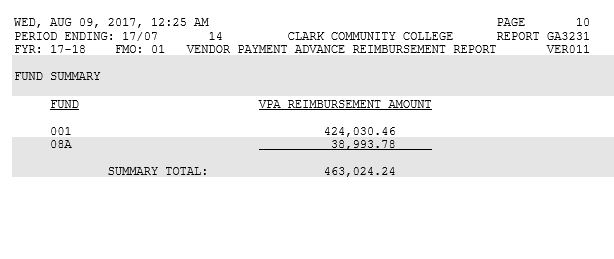 WED, AUG 09, 2017, 12:25 AM PAGE 10
PERIOD ENDING: 17/07 14 CLARK COMMUNITY COLLEGE REPORT GA3231
FYR: 17-18 FMO: 01 VENDOR PAYMENT ADVANCE REIMBURSEMENT REPORT VER011
FUND SUMMARY
FUND VPA REIMBURSEMENT AMOUNT
001 424,030.46
08A 38,993.78
SUMMARY TOTAL: 463,024.24